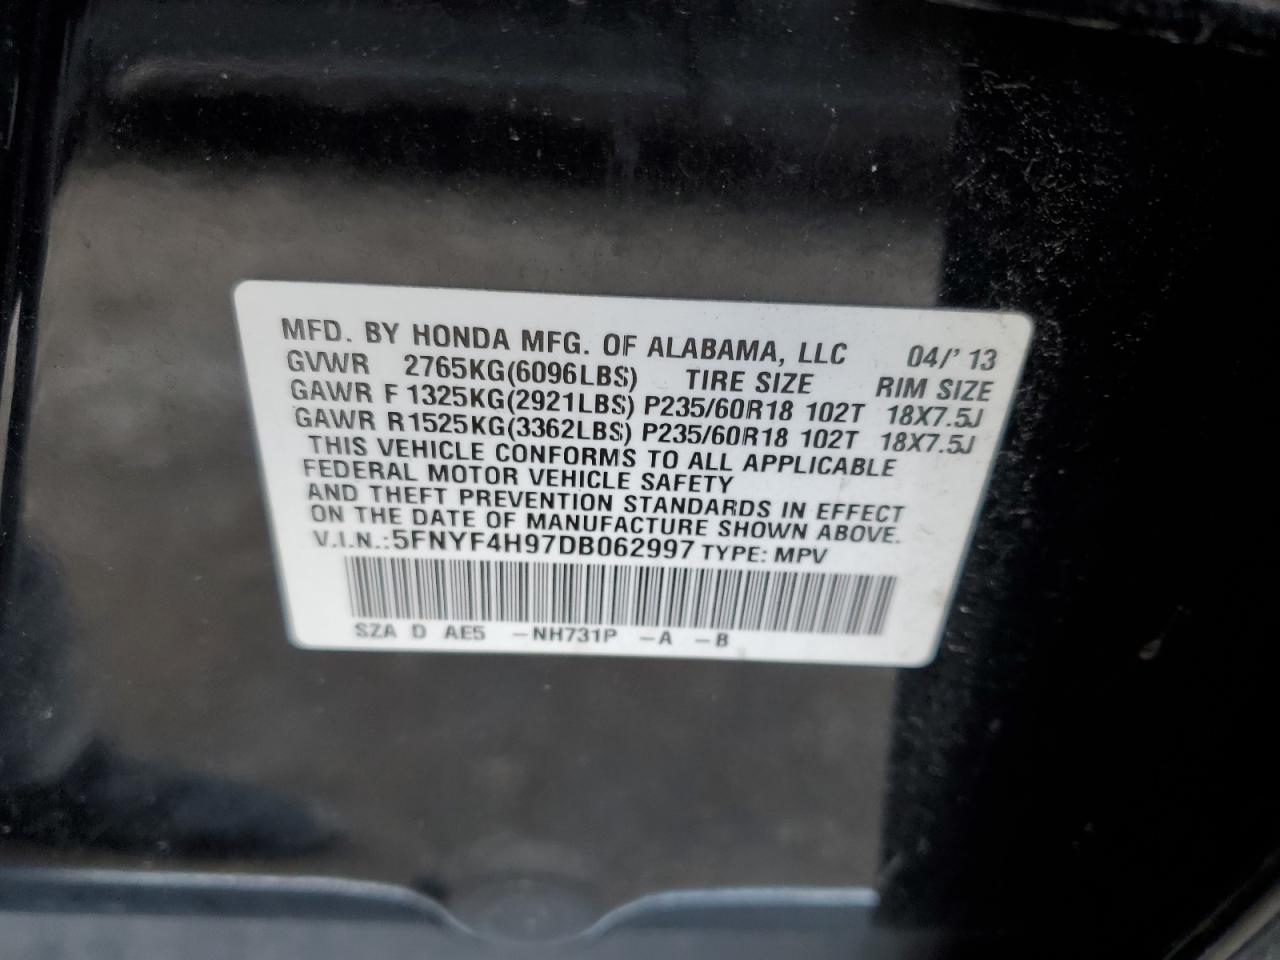 MFD. BY HONDA MFG. OF ALABAMA, LLC 04/'13
GVWR 2765KG(6096LBS) TIRE SIZE RIM SIZE
GAWR F 1325KG(2921LBS) P235/60R18 102T 18X7.5J
GAWR R1525KG(3362LBS) P235/60R18 102T 18X7.5J
THIS VEHICLE CONFORMS TO ALL APPLICABLE
FEDERAL MOTOR VEHICLE SAFETY
AND THEFT PREVENTION STANDARDS IN EFFECT
ON THE DATE OF MANUFACTURE SHOWN ABOVE.
V.I.N.:5FNYF4H97DB062997 TYPE: MPV
SZA D AE5 -NH731P -A -B